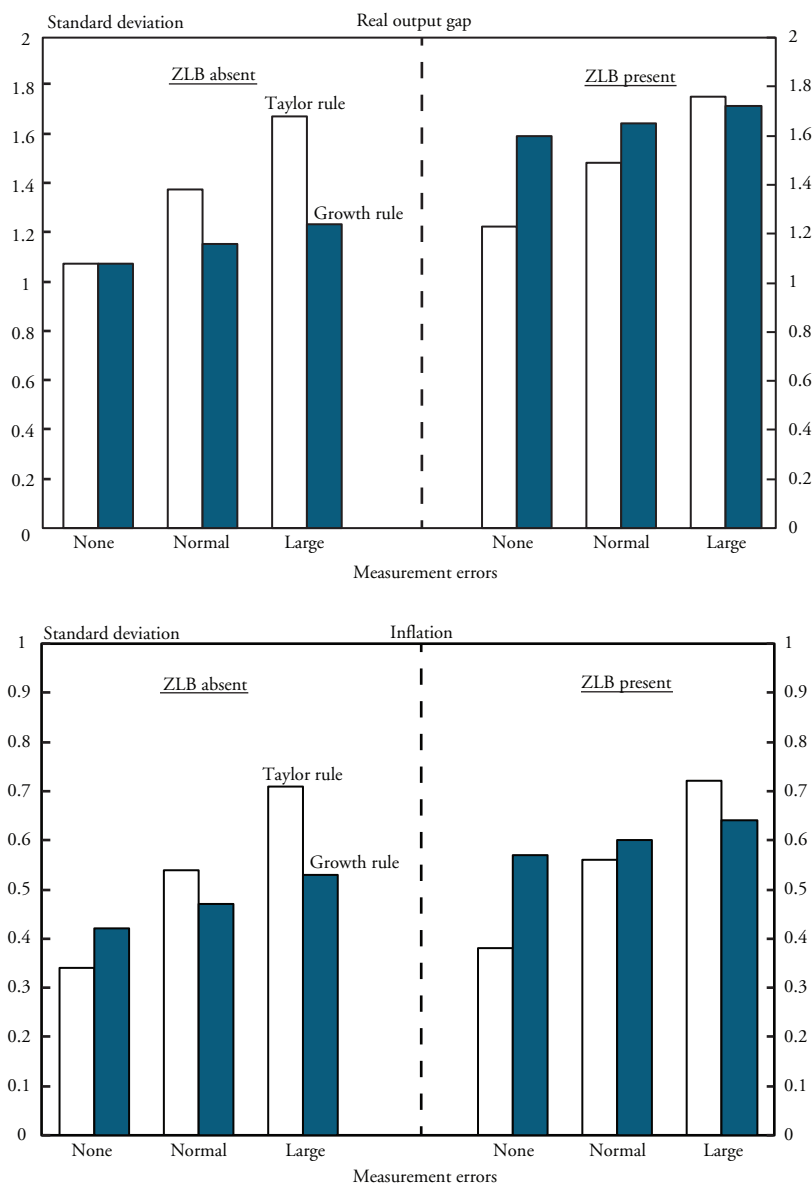 Standard deviation Real output gap
2 2
ZLB absent ZLB present
1.8 1.8
Taylor rule
1.6 1.6
1.4 1.4
Growth rule
1.2 1.2
1 1
0.8 0.8
0.6 0.6
0.4 0.4
0.2 0.2
0 0
None Normal Large None Normal Large
Measurement errors
Standard deviation Inflation
1 1
0.9 0.9
ZLB absent ZLB present
0.8 0.8
Taylor rule
0.7 0.7
0.6 0.6
Growth rule
0.5 0.5
0.4 0.4
0.3 0.3
0.2 0.2
0.1 0.1
0 0
None Normal Large None Normal Large
Measurement errors